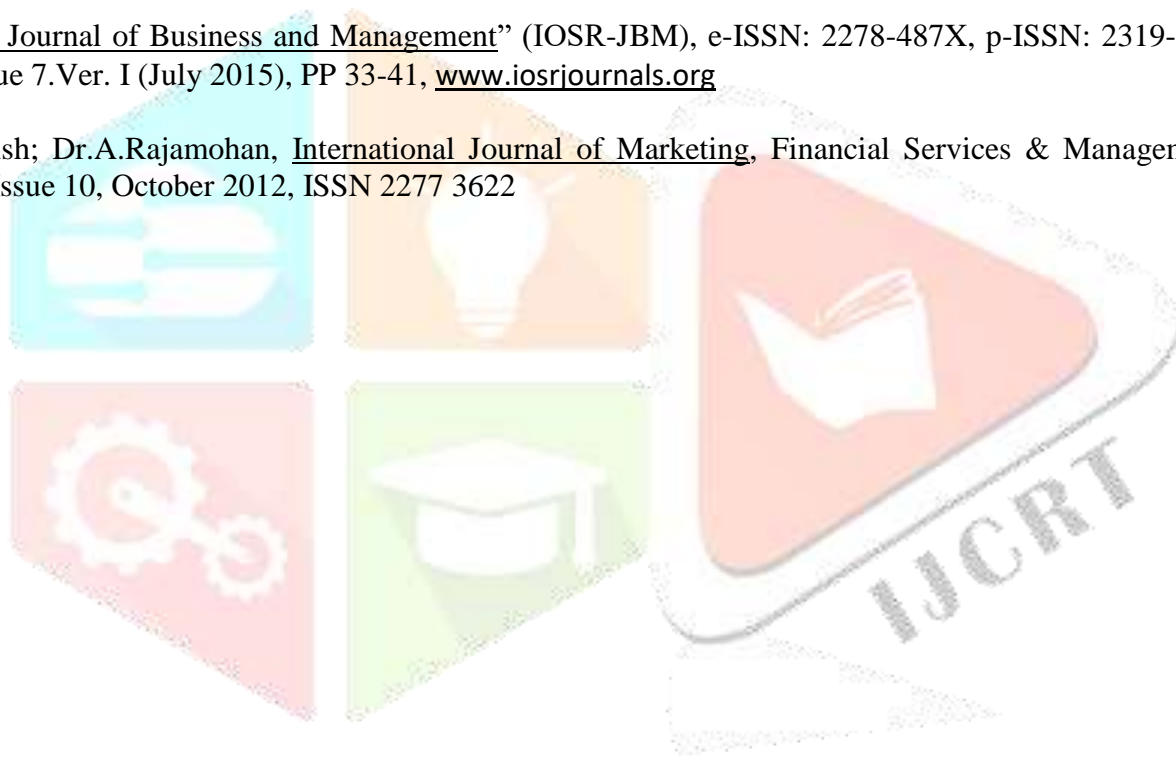 Journal of Business and Management” (IOSR-JBM), e-ISSN: 2278-487X, p-ISSN: 2319-
ue 7.Ver. I (July 2015), PP 33-41, www.iosrjournals.org
sh; Dr.A.Rajamohan, International Journal of Marketing, Financial Services & Managem
ssue 10, October 2012, ISSN 2277 3622
IJCRT